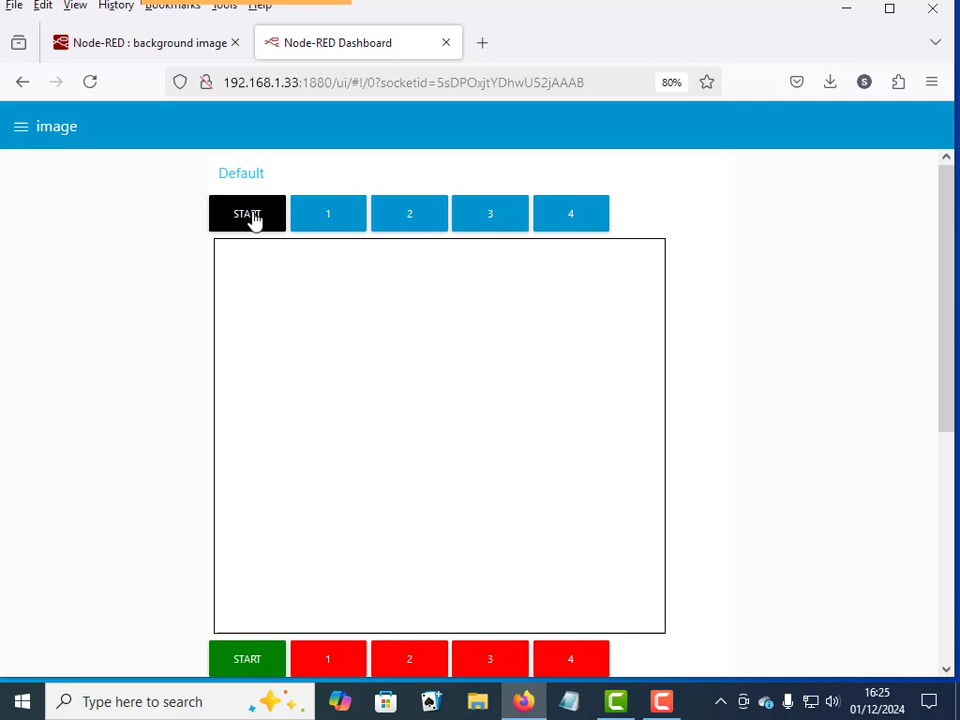 File Edit View History Bookmarks Tools Help
Node-RED : background image
Node-RED Dashboard
192.168.1.33:1880/ui/#!/0?socketid=5sDPOxjtYDhwU52jAAAB
80%
S
image
Default
START 1 2 3 4
START 1 2 3 4
Type here to search
16:25
01/12/2024